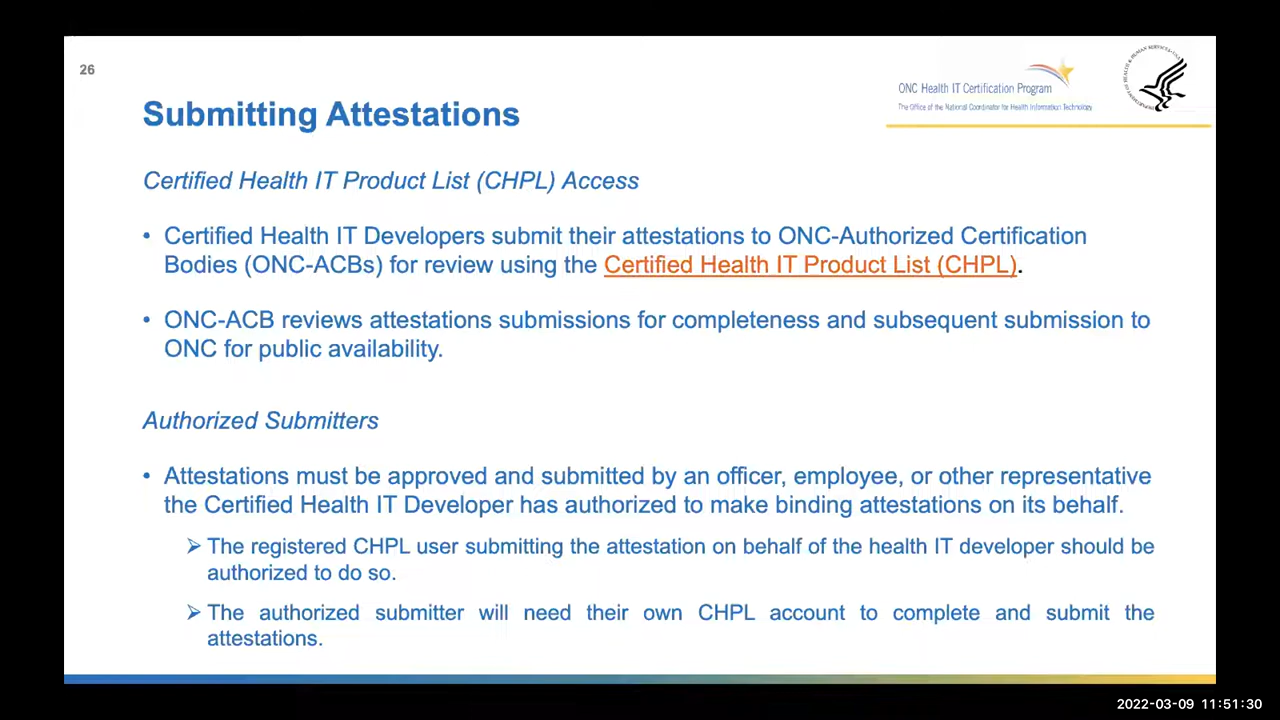 26
ONC Health IT Certification Program
The Office of the National Coordinator for Health Information Technology
Submitting Attestations
Certified Health IT Product List (CHPL) Access
• Certified Health IT Developers submit their attestations to ONC-Authorized Certification
Bodies (ONC-ACBs) for review using the Certified Health IT Product List (CHPL).
• ONC-ACB reviews attestations submissions for completeness and subsequent submission to
ONC for public availability.
Authorized Submitters
• Attestations must be approved and submitted by an officer, employee, or other representative
the Certified Health IT Developer has authorized to make binding attestations on its behalf.
➢ The registered CHPL user submitting the attestation on behalf of the health IT developer should be
authorized to do so.
➢ The authorized submitter will need their own CHPL account to complete and submit the
attestations.
2022-03-09 11:51:30